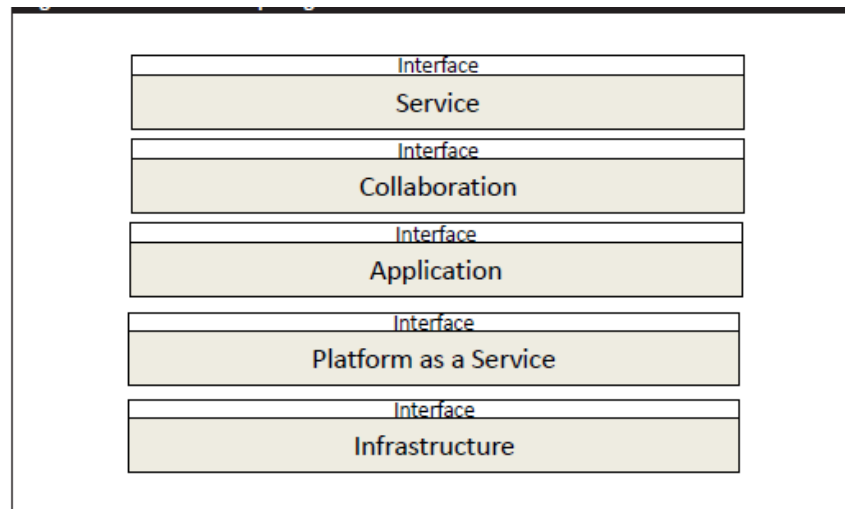 Interface
Service
Interface
Collaboration
Interface
Application
Interface
Platform as a Service
Interface
Infrastructure